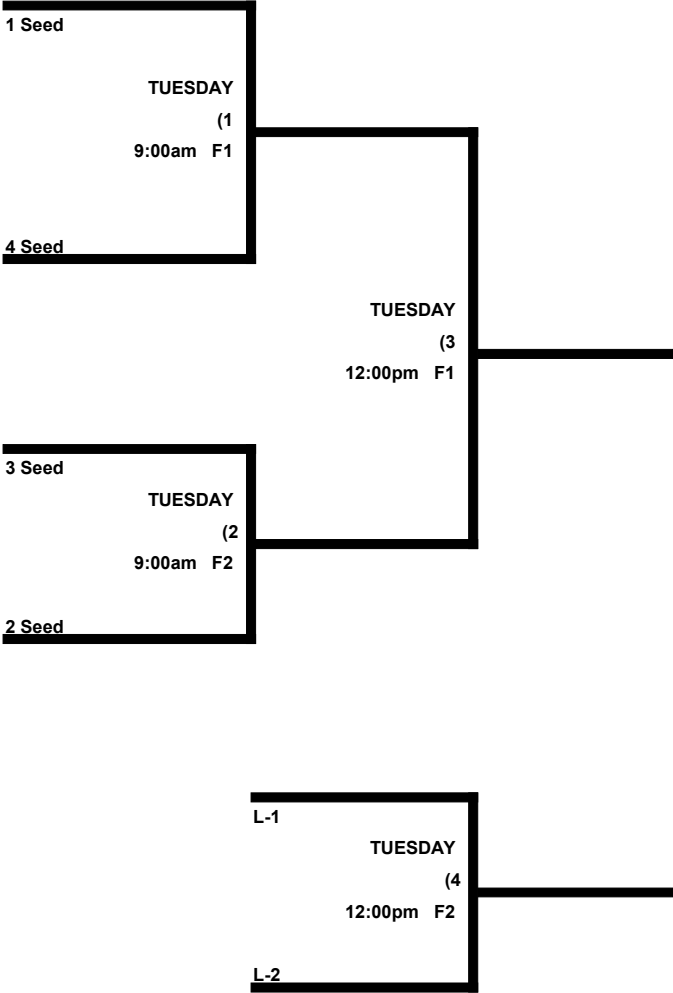 1 Seed
TUESDAY
(1
9:00am F1
4 Seed
TUESDAY
(3
12:00pm F1
3 Seed
TUESDAY
(2
9:00am F2
2 Seed
L-1
TUESDAY
(4
12:00pm F2
L-2